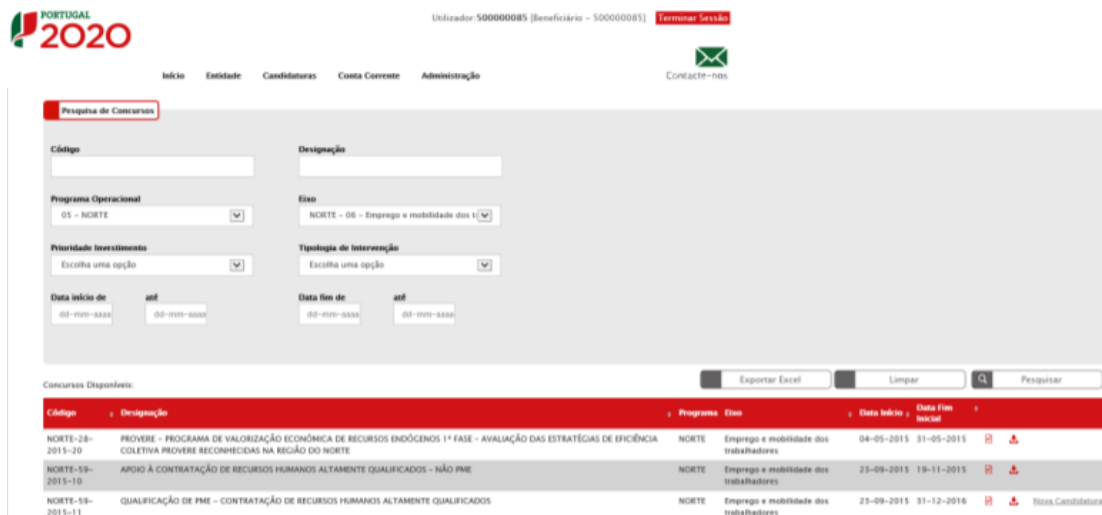 PORTUGAL
2020
Utilizador: 500000085 [Beneficiário - 500000085] Terminar Sessão
Contacte-nos
Início Entidade Candidaturas Conta Corrente Administração
Pesquisa de Concursos
Código Designação
Programa Operacional Eixo
05 - NORTE NORTE - 06 - Emprego e mobilidade dos t
Prioridade Investimento Tipologia de Intervenção
Escolha uma opção Escolha uma opção
Data início de até Data fim de até
dd-mm-aaaa dd-mm-aaaa dd-mm-aaaa dd-mm-aaaa
Concursos Disponíveis: Exportar Excel Limpar Pesquisar
Código Designação Programa Eixo Data Início Data Fim
Inicial
NORTE-28- PROVERE - PROGRAMA DE VALORIZAÇÃO ECONÓMICA DE RECURSOS ENDÓGENOS 1ª FASE - AVALIAÇÃO DAS ESTRATÉGIAS DE EFICIÊNCIA NORTE Emprego e mobilidade dos 04-05-2015 31-05-2015
2015-20 COLETIVA PROVERE RECONHECIDAS NA REGIÃO DO NORTE trabalhadores
NORTE-59- APOIO À CONTRATAÇÃO DE RECURSOS HUMANOS ALTAMENTE QUALIFICADOS - NÃO PME NORTE Emprego e mobilidade dos 23-09-2015 19-11-2015
2015-10 trabalhadores
NORTE-59- QUALIFICAÇÃO DE PME - CONTRATAÇÃO DE RECURSOS HUMANOS ALTAMENTE QUALIFICADOS NORTE Emprego e mobilidade dos 23-09-2015 31-12-2016 Nova Candidatura
2015-11 trabalhadores